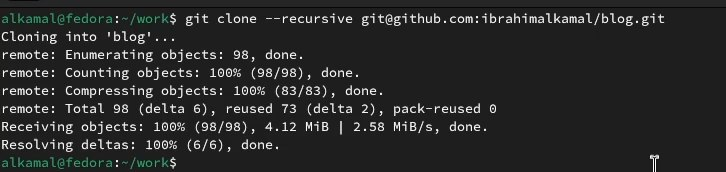 alkamal@fedora:~/work$ git clone --recursive git@github.com:ibrahimalkamal/blog.git
Cloning into 'blog'...
remote: Enumerating objects: 98, done.
remote: Counting objects: 100% (98/98), done.
remote: Compressing objects: 100% (83/83), done.
remote: Total 98 (delta 6), reused 73 (delta 2), pack-reused 0
Receiving objects: 100% (98/98), 4.12 MiB | 2.58 MiB/s, done.
Resolving deltas: 100% (6/6), done.
alkamal@fedora:~/work$